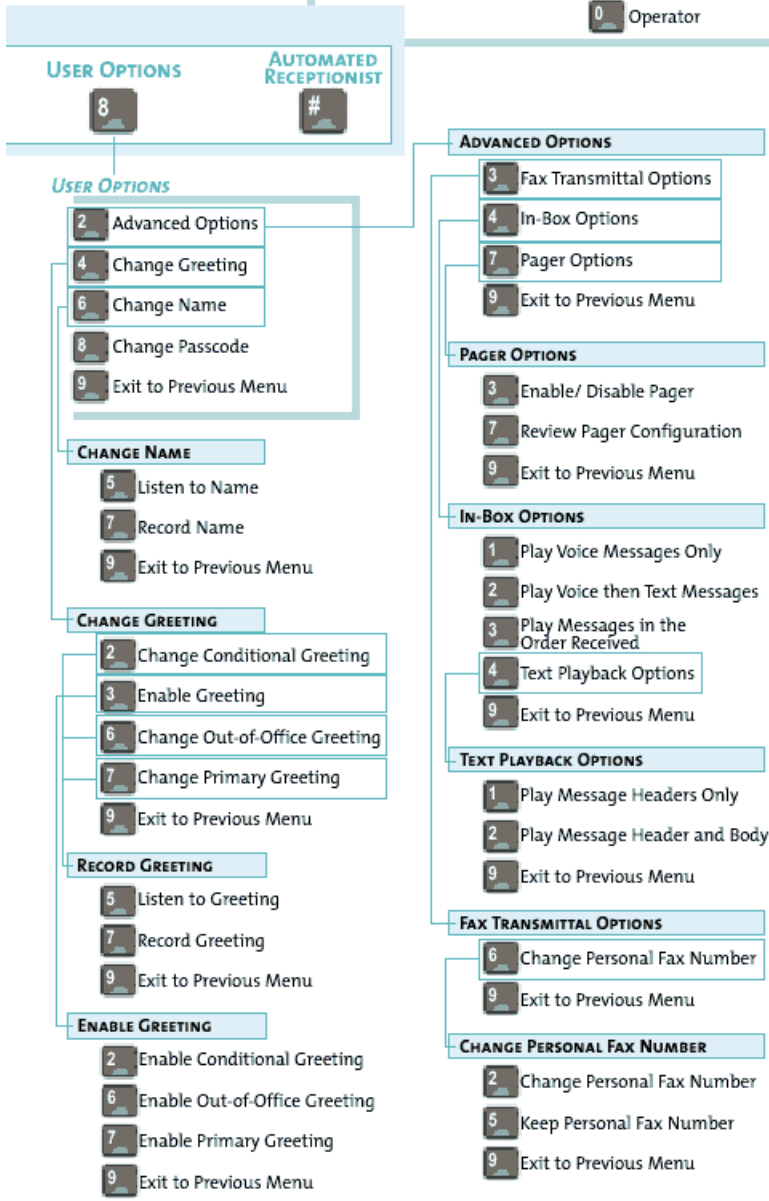 0 Operator
USER OPTIONS
8
AUTOMATED
RECEPTIONIST
#
USER OPTIONS
2 Advanced Options
4 Change Greeting
6 Change Name
8 Change Passcode
9 Exit to Previous Menu
CHANGE NAME
5 Listen to Name
7 Record Name
9 Exit to Previous Menu
CHANGE GREETING
2 Change Conditional Greeting
3 Enable Greeting
6 Change Out-of-Office Greeting
7 Change Primary Greeting
9 Exit to Previous Menu
RECORD GREETING
5 Listen to Greeting
7 Record Greeting
9 Exit to Previous Menu
ENABLE GREETING
2 Enable Conditional Greeting
6 Enable Out-of-Office Greeting
7 Enable Primary Greeting
9 Exit to Previous Menu
ADVANCED OPTIONS
3 Fax Transmittal Options
4 In-Box Options
7 Pager Options
9 Exit to Previous Menu
PAGER OPTIONS
3 Enable/ Disable Pager
7 Review Pager Configuration
9 Exit to Previous Menu
IN-BOX OPTIONS
1 Play Voice Messages Only
2 Play Voice then Text Messages
3 Play Messages in the
Order Received
4 Text Playback Options
9 Exit to Previous Menu
TEXT PLAYBACK OPTIONS
1 Play Message Headers Only
2 Play Message Header and Body
9 Exit to Previous Menu
FAX TRANSMITTAL OPTIONS
6 Change Personal Fax Number
9 Exit to Previous Menu
CHANGE PERSONAL FAX NUMBER
2 Change Personal Fax Number
5 Keep Personal Fax Number
9 Exit to Previous Menu